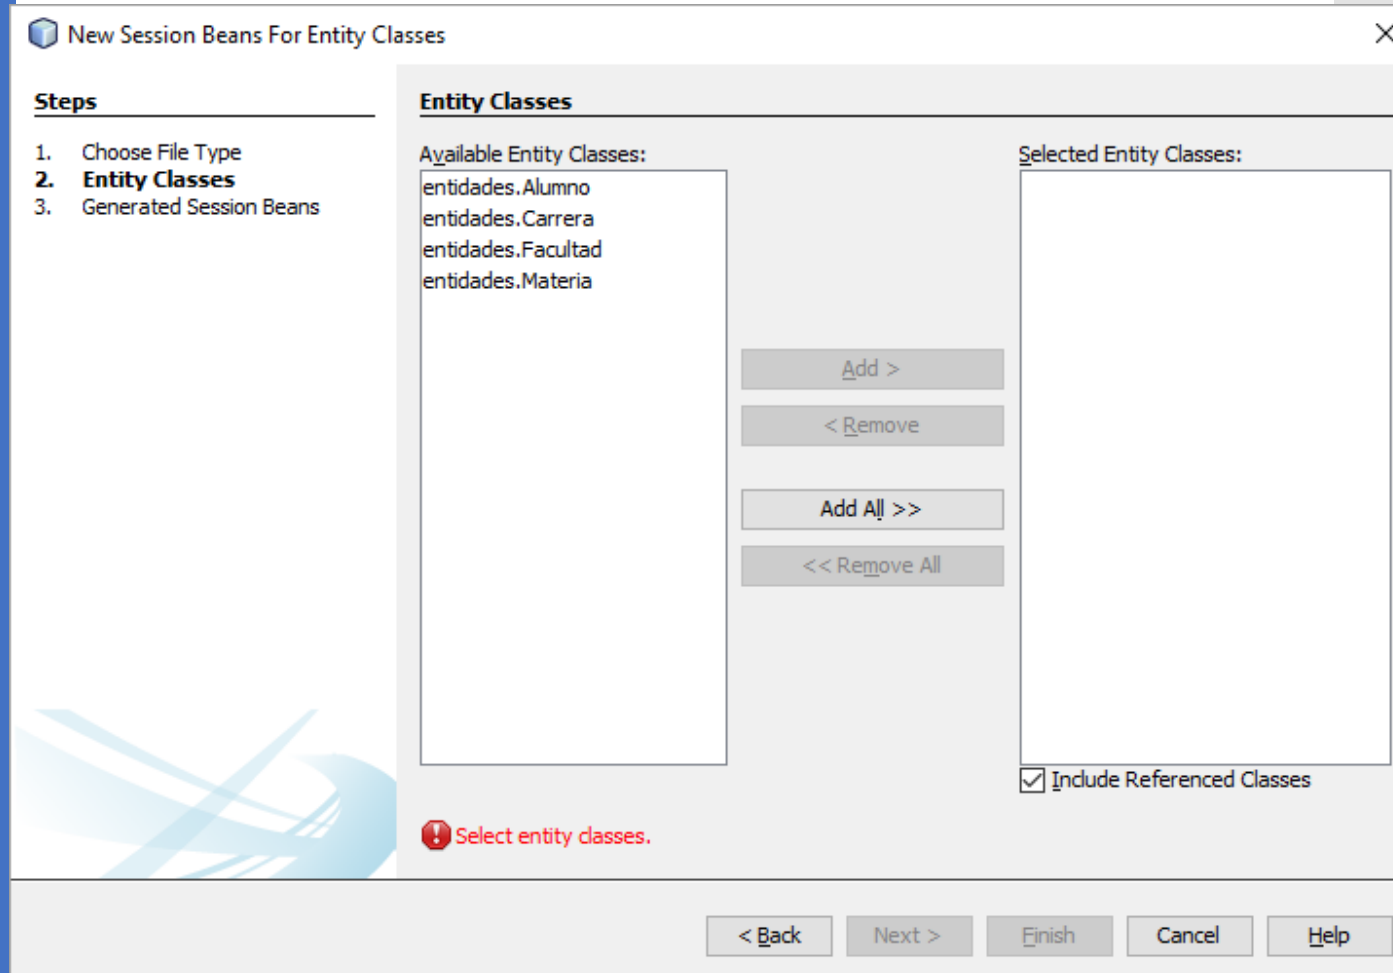 New Session Beans For Entity Classes
Steps
1. Choose File Type
2. Entity Classes
3. Generated Session Beans
Entity Classes
Available Entity Classes:
entidades.Alumno
entidades.Carrera
entidades.Facultad
entidades.Materia
Add >
< Remove
Add All >>
<< Remove All
Selected Entity Classes:
Include Referenced Classes
Select entity classes.
< Back
Next >
Finish
Cancel
Help